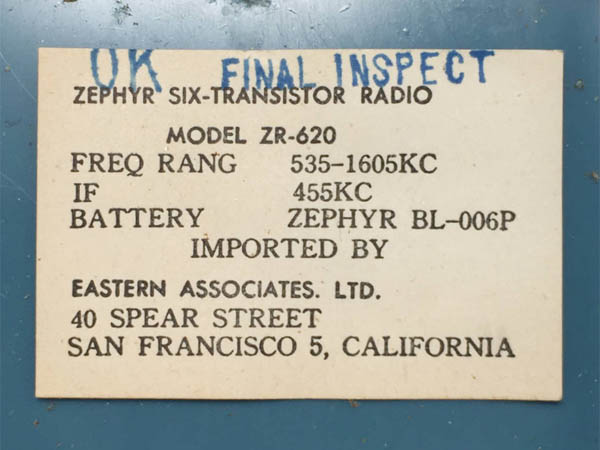 OK FINAL INSPECT
ZEPHYR SIX-TRANSISTOR RADIO
MODEL ZR-620
FREQ RANG 535-1605KC
IF 455KC
BATTERY ZEPHYR BL-006P
IMPORTED BY
EASTERN ASSOCIATES. LTD.
40 SPEAR STREET
SAN FRANCISCO 5, CALIFORNIA